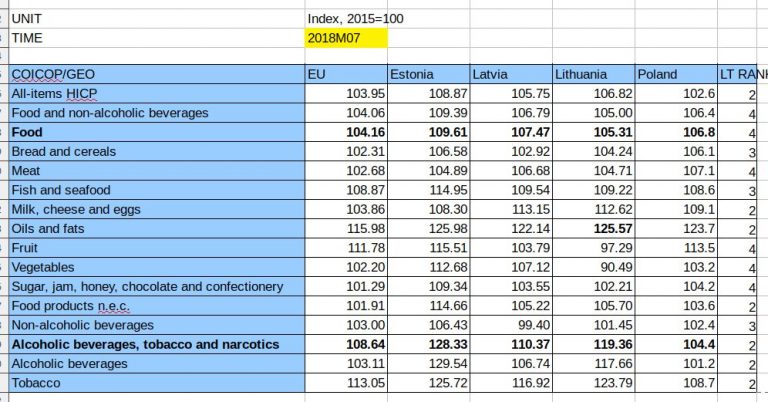 UNIT Index, 2015=100
TIME 2018M07
COICOP/GEO EU Estonia Latvia Lithuania Poland LT RAN
All-items HICP 103.95 108.87 105.75 106.82 102.6 2
Food and non-alcoholic beverages 104.06 109.39 106.79 105.00 106.4 4
Food 104.16 109.61 107.47 105.31 106.8 4
Bread and cereals 102.31 106.58 102.92 104.24 106.1 3
Meat 102.68 104.89 106.68 104.71 107.1 4
Fish and seafood 108.87 114.95 109.54 109.22 108.6 3
Milk, cheese and eggs 103.86 108.30 113.15 112.62 109.1 2
Oils and fats 115.98 125.98 122.14 125.57 123.7 2
Fruit 111.78 115.51 103.79 97.29 113.5 4
Vegetables 102.20 112.68 107.12 90.49 103.2 4
Sugar, jam, honey, chocolate and confectionery 101.29 109.34 103.55 102.21 104.2 4
Food products n.e.c. 101.91 114.66 105.22 105.70 103.6 2
Non-alcoholic beverages 103.00 106.43 99.40 101.45 102.4 3
Alcoholic beverages, tobacco and narcotics 108.64 128.33 110.37 119.36 104.4 2
Alcoholic beverages 103.11 129.54 106.74 117.66 101.2 2
Tobacco 113.05 125.72 116.92 123.79 108.7 2